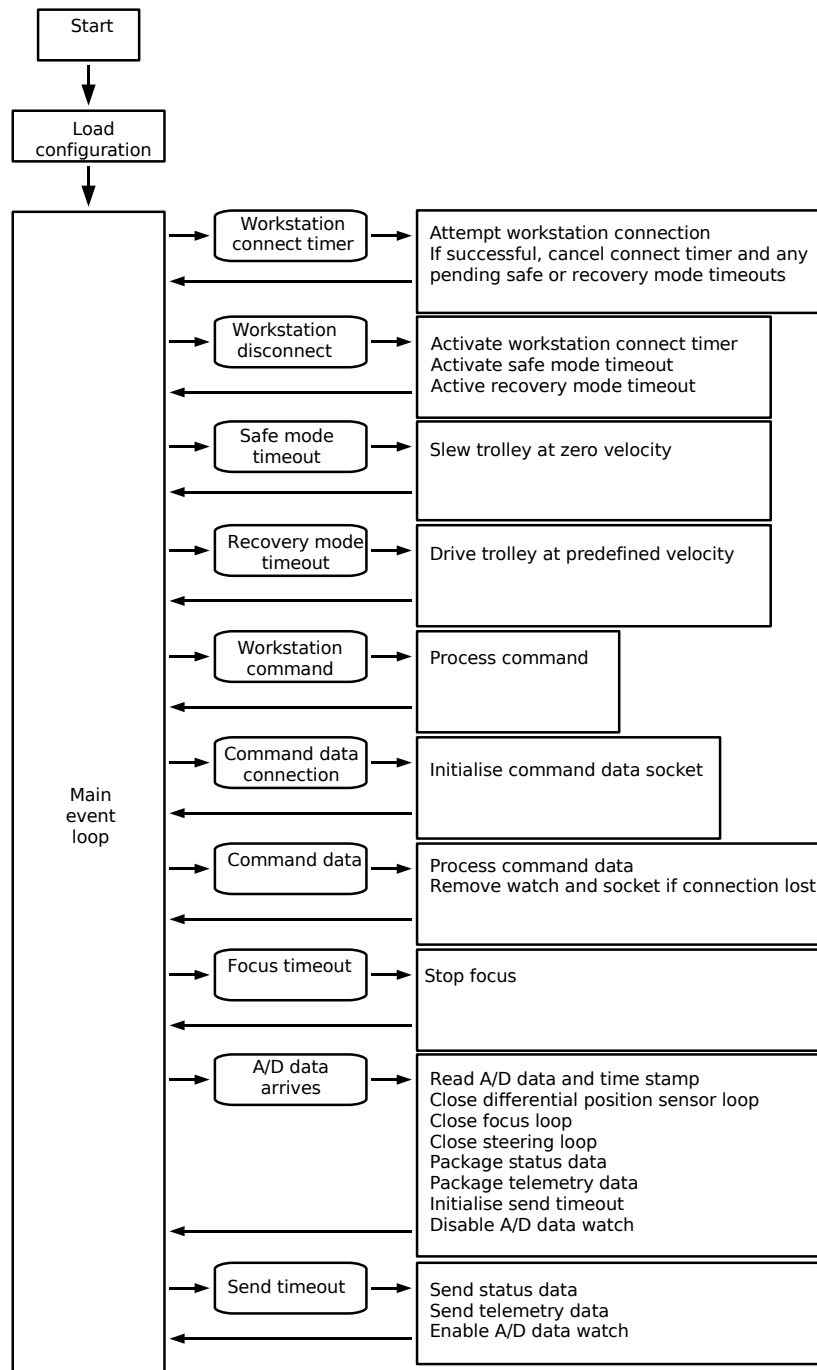 Start
Load
configuration
Workstation
connect timer
Attempt workstation connection
If successful, cancel connect timer and any
pending safe or recovery mode timeouts
Workstation
disconnect
Activate workstation connect timer
Activate safe mode timeout
Active recovery mode timeout
Safe mode
timeout
Slew trolley at zero velocity
Recovery mode
timeout
Drive trolley at predefined velocity
Workstation
command
Process command
Command data
connection
Initialise command data socket
Main
event
loop
Command data
Process command data
Remove watch and socket if connection lost
Focus timeout
Stop focus
A/D data
arrives
Read A/D data and time stamp
Close differential position sensor loop
Close focus loop
Close steering loop
Package status data
Package telemetry data
Initialise send timeout
Disable A/D data watch
Send timeout
Send status data
Send telemetry data
Enable A/D data watch